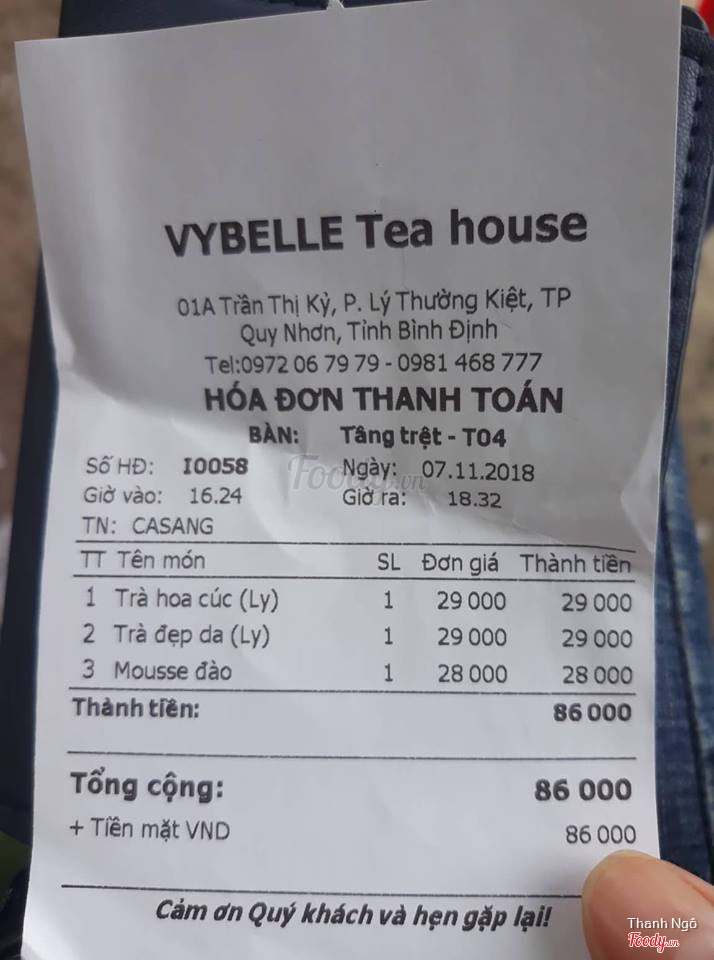 VYBELLE Tea house
01A Trần Thị Kỷ, P. Lý Thường Kiệt, TP
Quy Nhơn, Tỉnh Bình Định
Tel:0972 06 79 79 - 0981 468 777
HÓA ĐƠN THANH TOÁN
BÀN: Tâng trệt - T04
Số HĐ: I0058 Ngày: 07.11.2018
Foody.vn
Giờ vào: 16.24 Giờ ra: 18.32
TN: CASANG
TT Tên món SL Đơn giá Thành tiền
1 Trà hoa cúc (Ly) 1 29 000 29 000
2 Trà đẹp da (Ly) 1 29 000 29 000
3 Mousse đào 1 28 000 28 000
Thành tiền: 86 000
Tổng cộng: 86 000
+ Tiền mặt VND 86 000
Cảm ơn Quý khách và hẹn gặp lại!
Thanh Ngô
Foody.vn